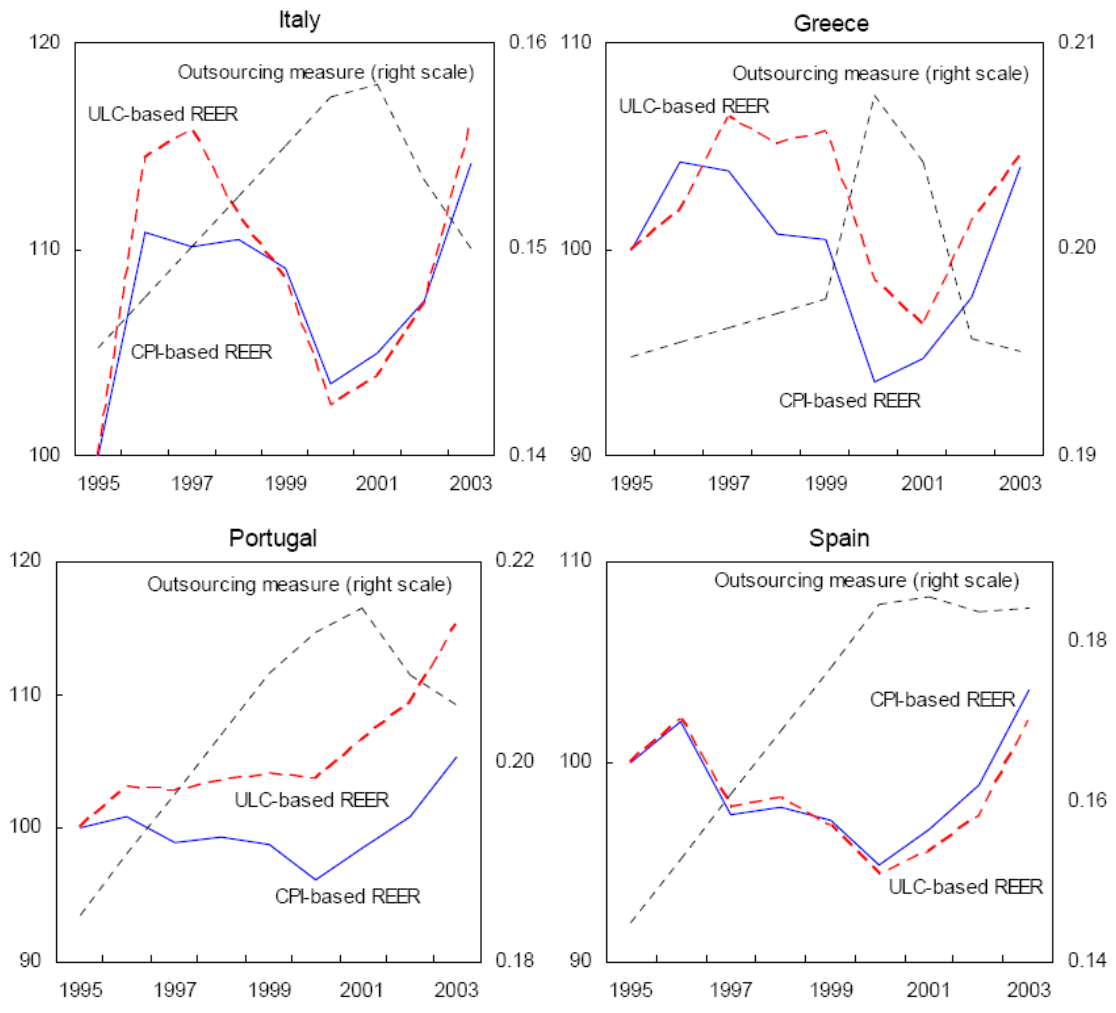 Italy
120
0.16
Outsourcing measure (right scale)
ULC-based REER
110
0.15
CPI-based REER
100
0.14
1995 1997 1999 2001 2003
Greece
110
0.21
Outsourcing measure (right scale)
ULC-based REER
100
0.20
CPI-based REER
90
0.19
1995 1997 1999 2001 2003
Portugal
120
0.22
Outsourcing measure (right scale)
110
0.20
ULC-based REER
100
CPI-based REER
90
0.18
1995 1997 1999 2001 2003
Spain
110
Outsourcing measure (right scale)
0.18
CPI-based REER
100
0.16
ULC-based REER
90
0.14
1995 1997 1999 2001 2003